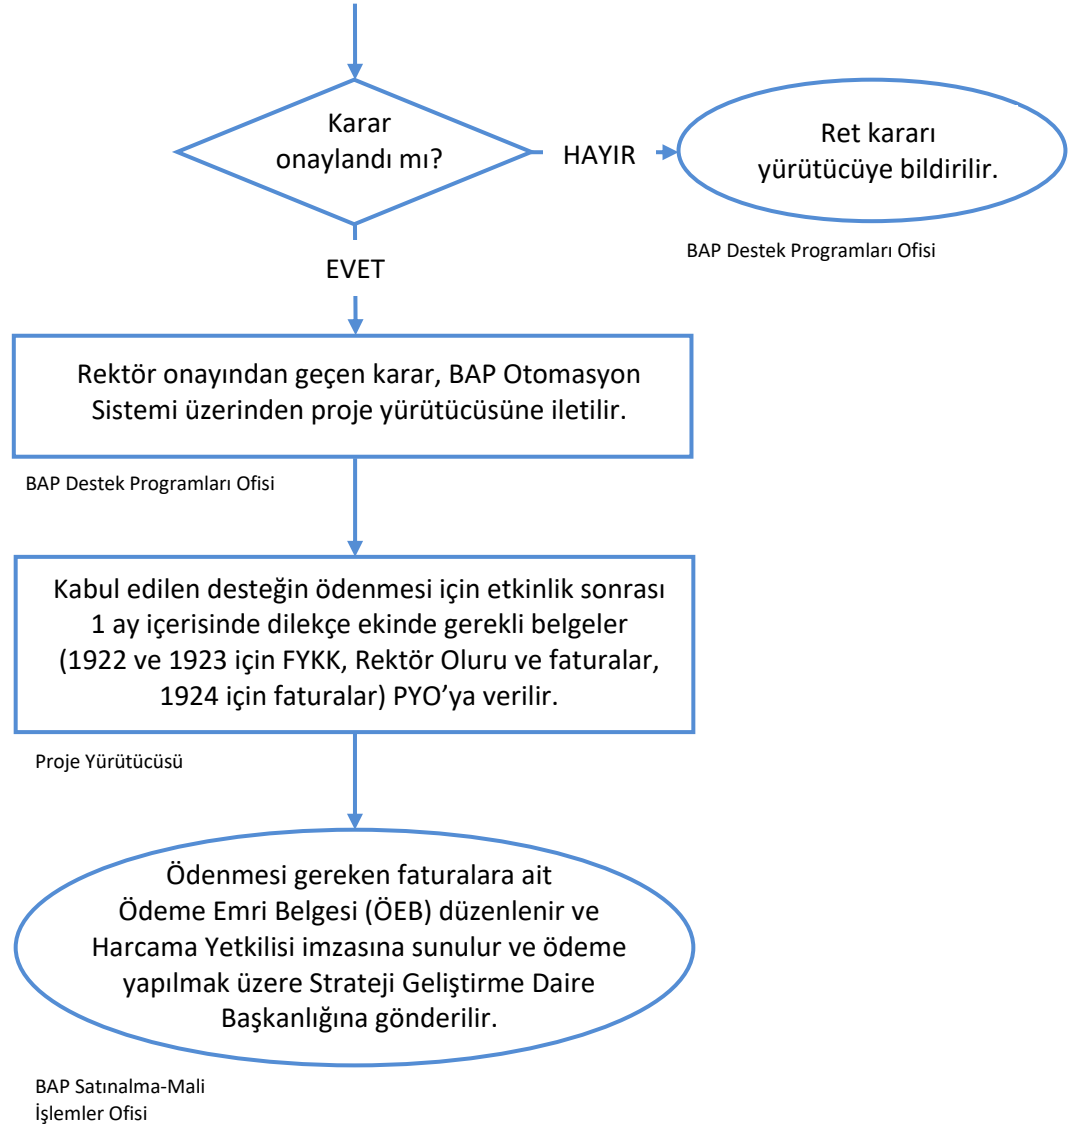 Karar
onaylandı mı?
HAYIR
Ret kararı
yürütücüye bildirilir.
BAP Destek Programları Ofisi
EVET
Rektör onayından geçen karar, BAP Otomasyon
Sistemi üzerinden proje yürütücüsüne iletilir.
BAP Destek Programları Ofisi
Kabul edilen desteğin ödenmesi için etkinlik sonrası
1 ay içerisinde dilekçe ekinde gerekli belgeler
(1922 ve 1923 için FYKK, Rektör Oluru ve faturalar,
1924 için faturalar) PYO’ya verilir.
Proje Yürütücüsü
Ödenmesi gereken faturalara ait
Ödeme Emri Belgesi (ÖEB) düzenlenir ve
Harcama Yetkilisi imzasına sunulur ve ödeme
yapılmak üzere Strateji Geliştirme Daire
Başkanlığına gönderilir.
BAP Satınalma-Mali
İşlemler Ofisi